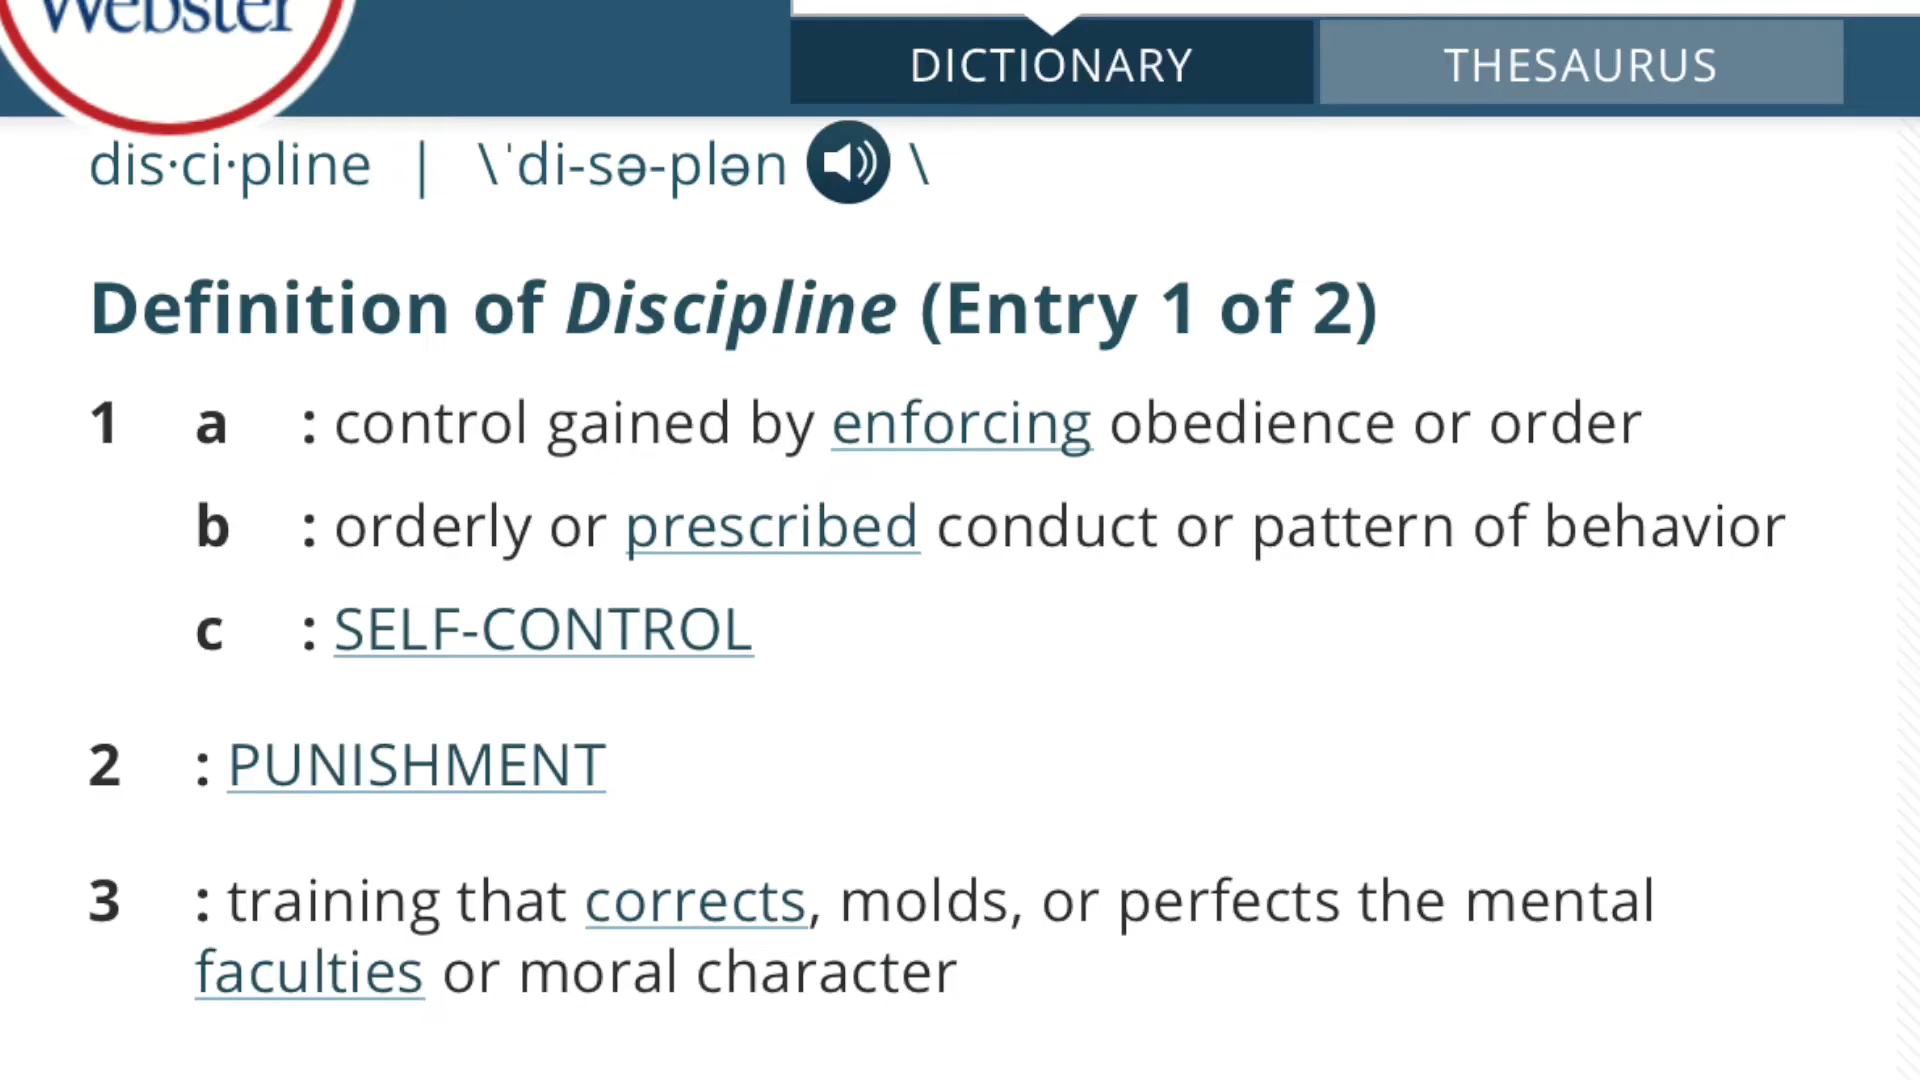 Webster
DICTIONARY
THESAURUS
dis·ci·pline | \ ˈdi-sə-plən \
Definition of Discipline (Entry 1 of 2)
1 a : control gained by enforcing obedience or order
b : orderly or prescribed conduct or pattern of behavior
c : SELF-CONTROL
2 : PUNISHMENT
3 : training that corrects, molds, or perfects the mental
faculties or moral character